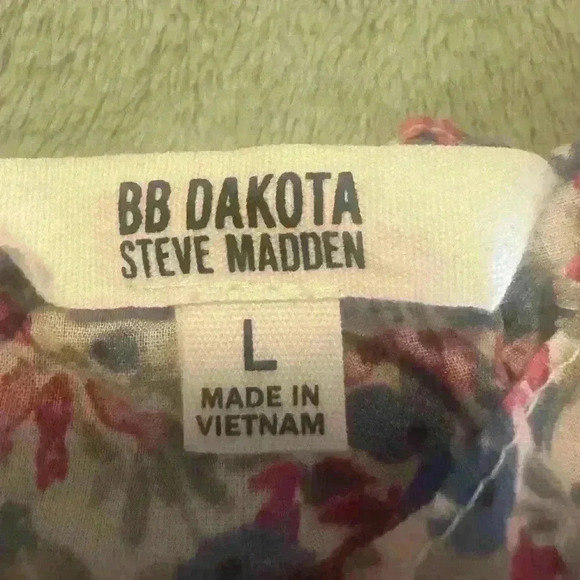 BB DAKOTA
STEVE MADDEN
L
MADE IN
VIETNAM